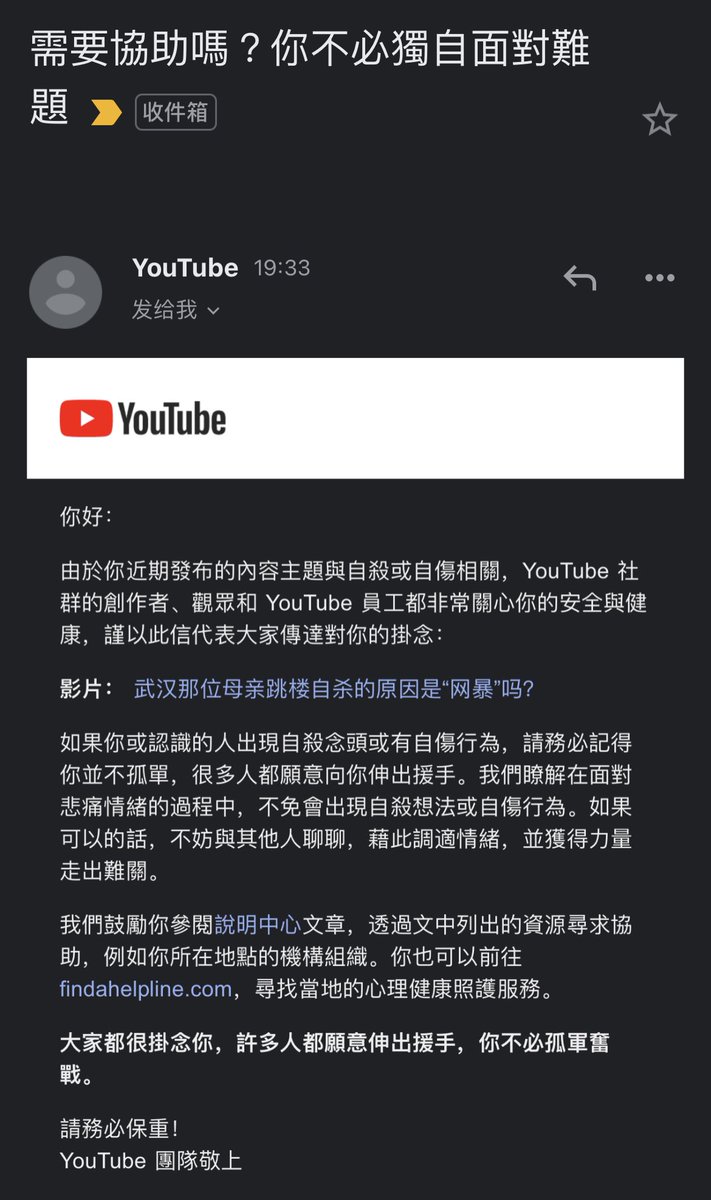 需要協助嗎？你不必獨自面對難
題 收件箱
YouTube 19:33
发给我
YouTube
你好：
由於你近期發布的內容主題與自殺或自傷相關，YouTube 社
群的創作者、觀眾和 YouTube 員工都非常關心你的安全與健
康，謹以此信代表大家傳達對你的掛念：
影片： 武汉那位母亲跳楼自杀的原因是“网暴”吗?
如果你或認識的人出現自殺念頭或有自傷行為，請務必記得
你並不孤單，很多人都願意向你伸出援手。我們瞭解在面對
悲痛情緒的過程中，不免會出現自殺想法或自傷行為。如果
可以的話，不妨與其他人聊聊，藉此調適情緒，並獲得力量
走出難關。
我們鼓勵你參閱說明中心文章，透過文中列出的資源尋求協
助，例如你所在地點的機構組織。你也可以前往
findahelpline.com，尋找當地的心理健康照護服務。
大家都很掛念你，許多人都願意伸出援手，你不必孤軍奮
戰。
請務必保重！
YouTube 團隊敬上